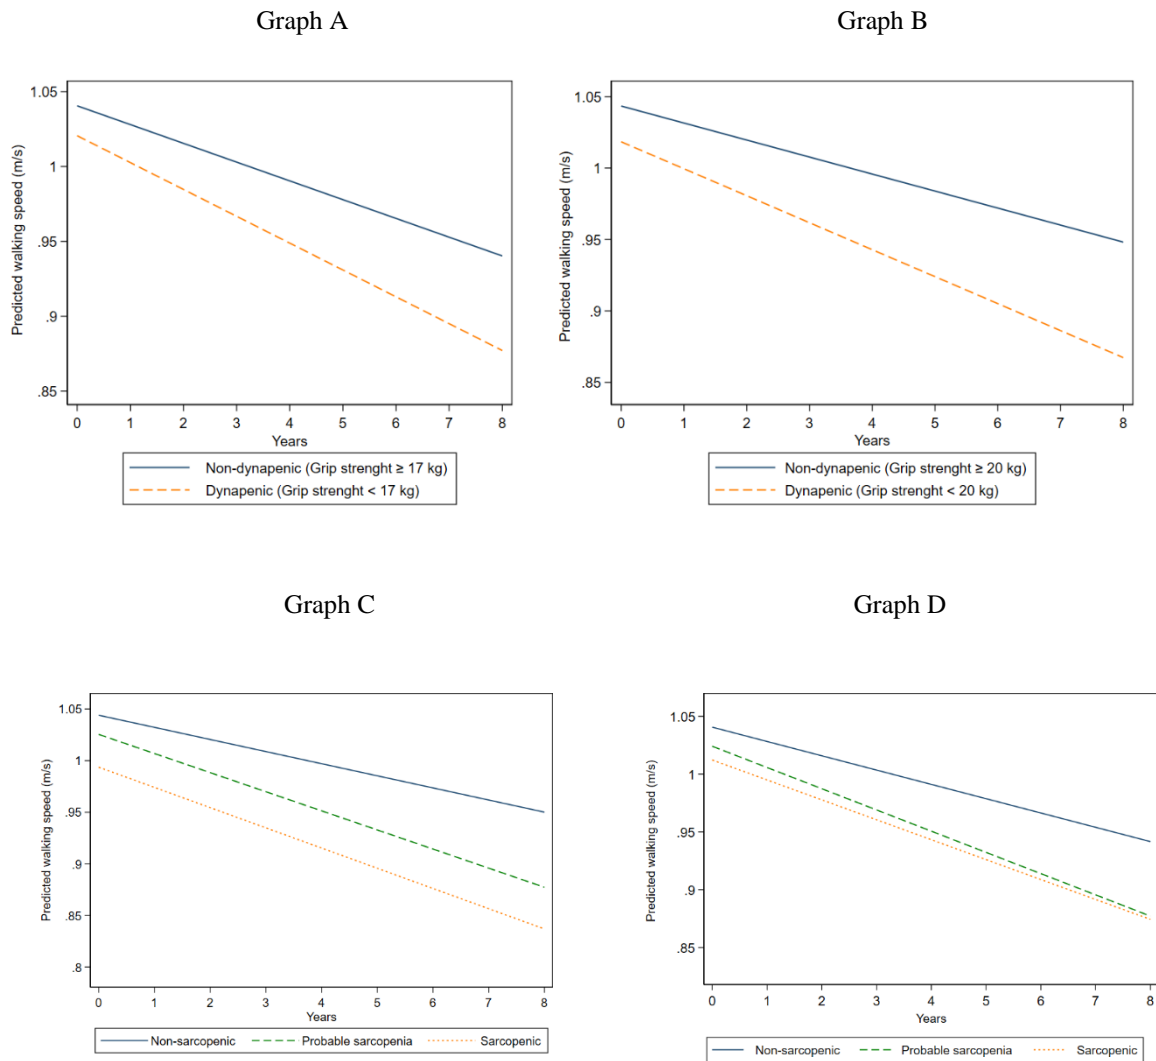 Graph A
Graph B
1.05
1
.95
.9
.85
Predicted walking speed (m/s)
0 1 2 3 4 5 6 7 8
Years
Non-dynapenic (Grip strenght ≥ 17 kg)
Dynapenic (Grip strenght < 17 kg)
1.05
1
.95
.9
.85
Predicted walking speed (m/s)
0 1 2 3 4 5 6 7 8
Years
Non-dynapenic (Grip strenght ≥ 20 kg)
Dynapenic (Grip strenght < 20 kg)
Graph C
Graph D
1.05
1
.95
.9
.85
.8
Predicted walking speed (m/s)
0 1 2 3 4 5 6 7 8
Years
Non-sarcopenic Probable sarcopenia Sarcopenic
1.05
1
.95
.9
.85
Predicted walking speed (m/s)
0 1 2 3 4 5 6 7 8
Years
Non-sarcopenic Probable sarcopenia Sarcopenic